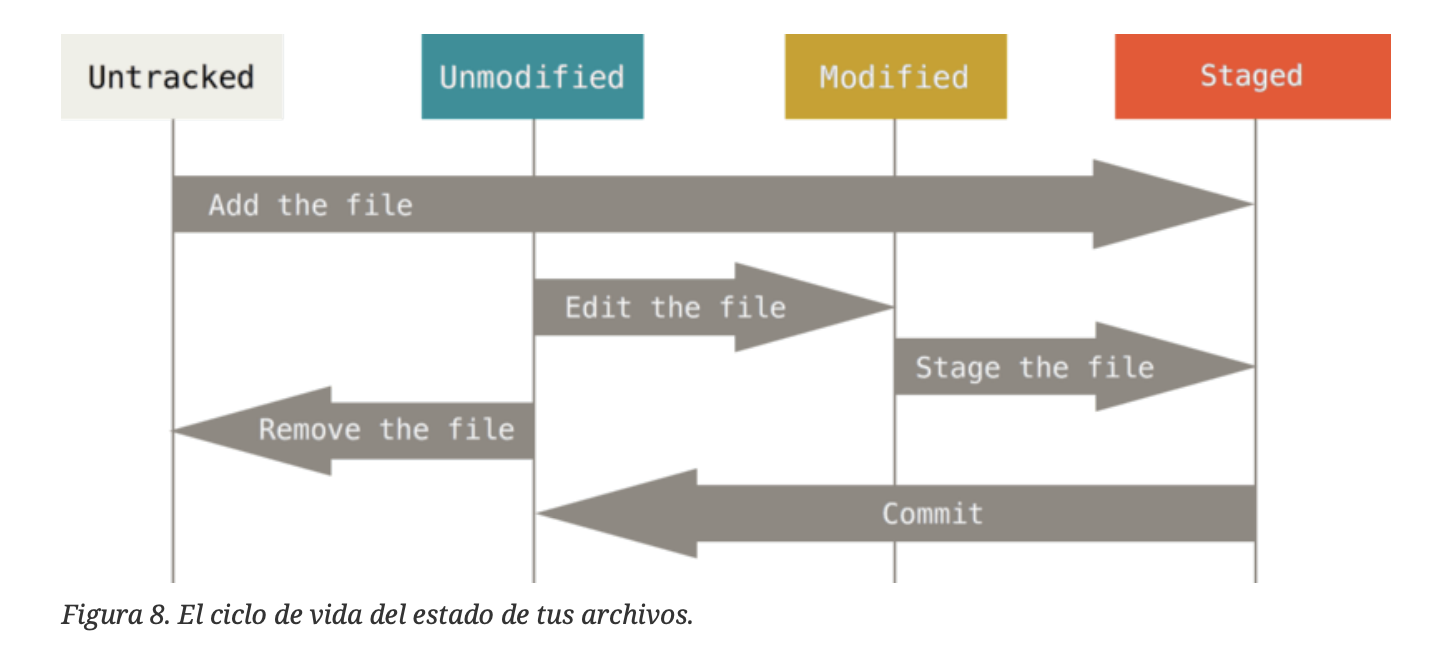 Untracked
Unmodified
Modified
Staged
Add the file
Edit the file
Stage the file
Remove the file
Commit
Figura 8. El ciclo de vida del estado de tus archivos.